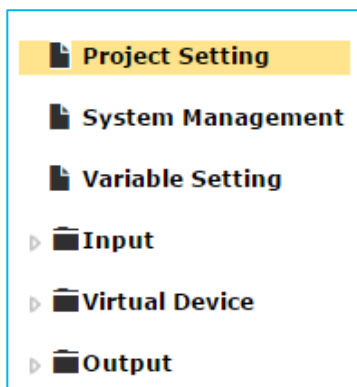 Project Setting
System Management
Variable Setting
Input
Virtual Device
Output